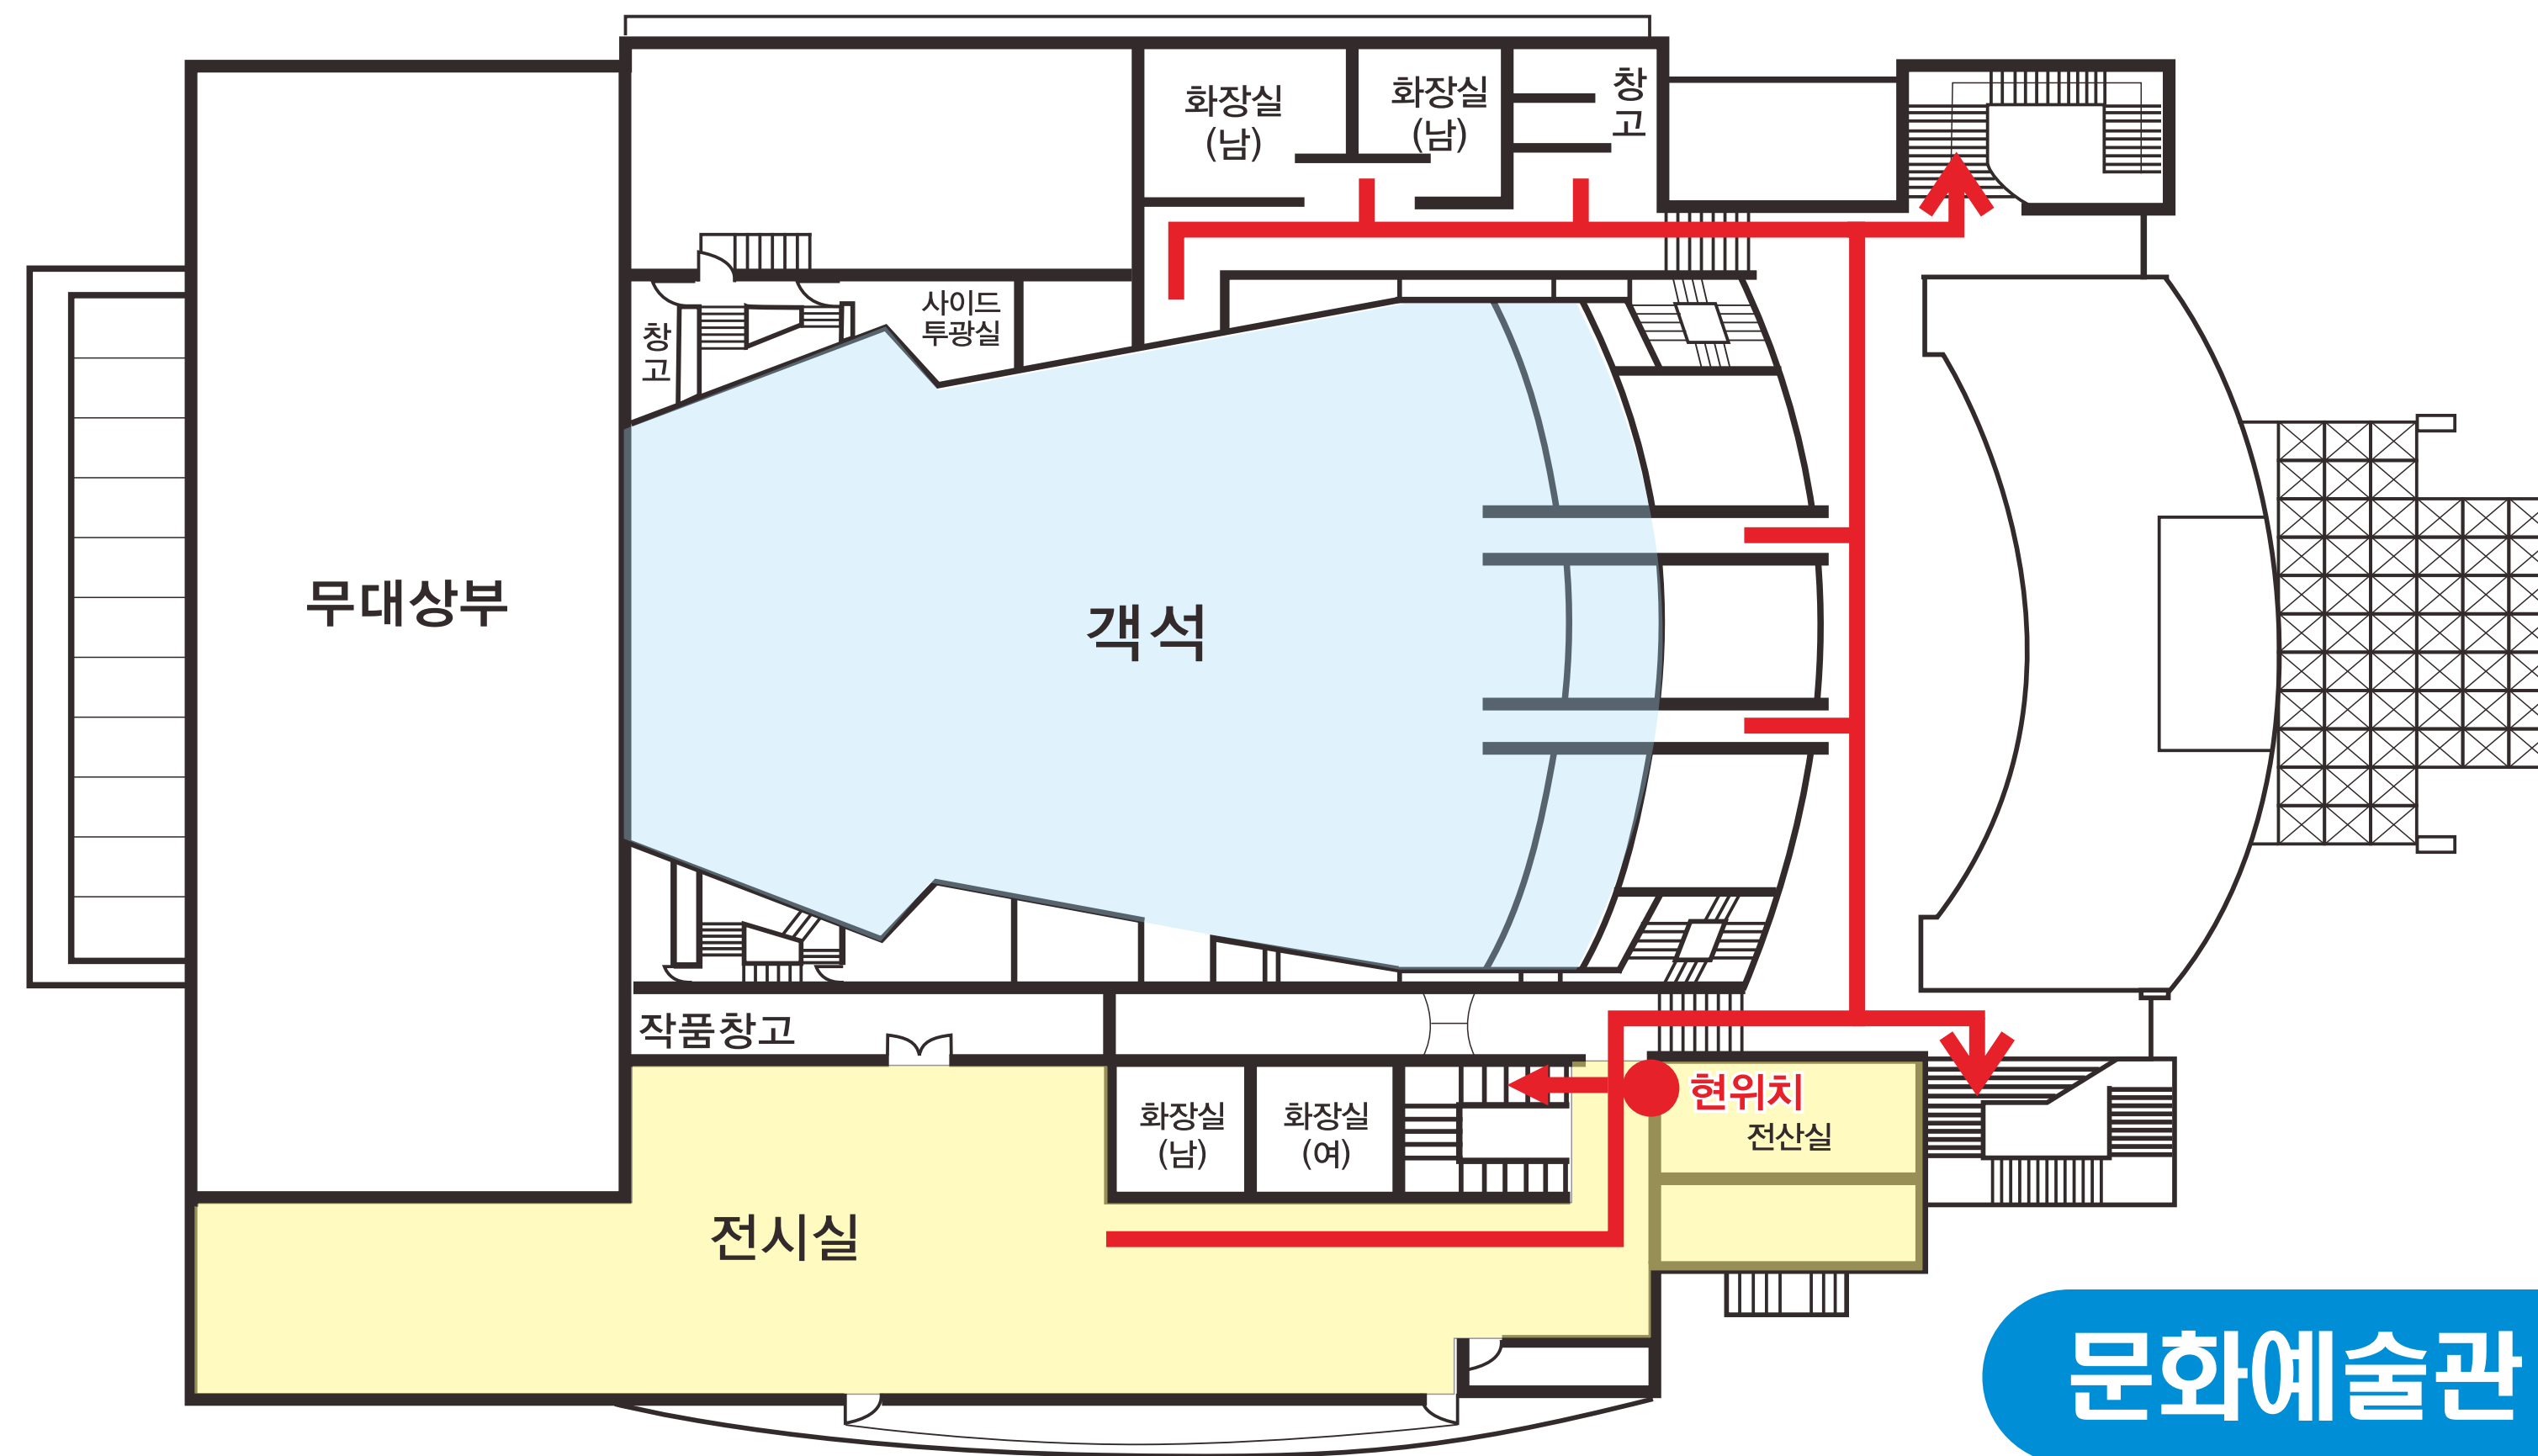 화장실
(남)
화장실
(남)
창
고
사이드
투광실
창
고
무대상부
객석
작품창고
화장실
(남)
화장실
(여)
현위치
전산실
전시실
문화예술관